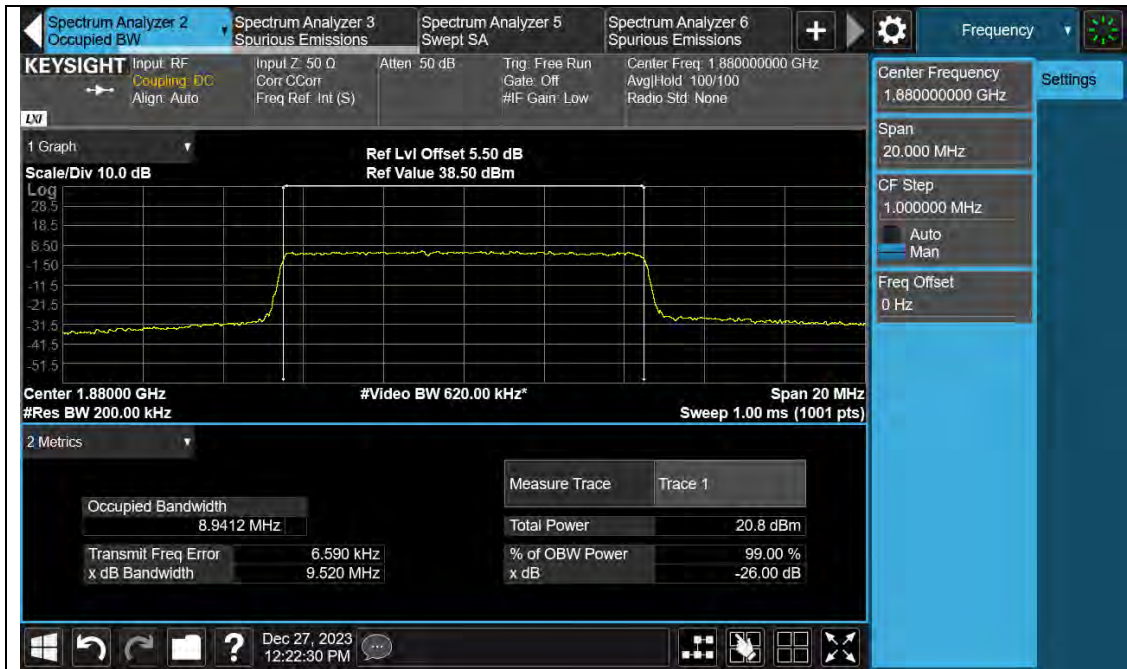 Spectrum Analyzer 2
Occupied BW
Spectrum Analyzer 3
Spurious Emissions
Spectrum Analyzer 5
Swept SA
Spectrum Analyzer 6
Spurious Emissions
+
Frequency
KEYSIGHT
Input: RF
Coupling: DC
Align: Auto
Input Z: 50 Ω
Corr CCorr
Freq Ref: Int (S)
Atten: 50 dB
Trig: Free Run
Gate: Off
#IF Gain: Low
Center Freq: 1.880000000 GHz
Avg|Hold: 100/100
Radio Std: None
LXI
Center Frequency
1.880000000 GHz
Settings
Span
20.000 MHz
CF Step
1.000000 MHz
Auto
Man
Freq Offset
0 Hz
1 Graph
Scale/Div 10.0 dB
Ref Lvl Offset 5.50 dB
Ref Value 38.50 dBm
Log
28.5
18.5
8.50
-1.50
-11.5
-21.5
-31.5
-41.5
-51.5
Center 1.88000 GHz
#Video BW 620.00 kHz*
Span 20 MHz
#Res BW 200.00 kHz
Sweep 1.00 ms (1001 pts)
2 Metrics
Measure Trace Trace 1
Occupied Bandwidth
8.9412 MHz
Total Power 20.8 dBm
Transmit Freq Error 6.590 kHz
% of OBW Power 99.00 %
x dB Bandwidth 9.520 MHz
x dB -26.00 dB
?
Dec 27, 2023
12:22:30 PM